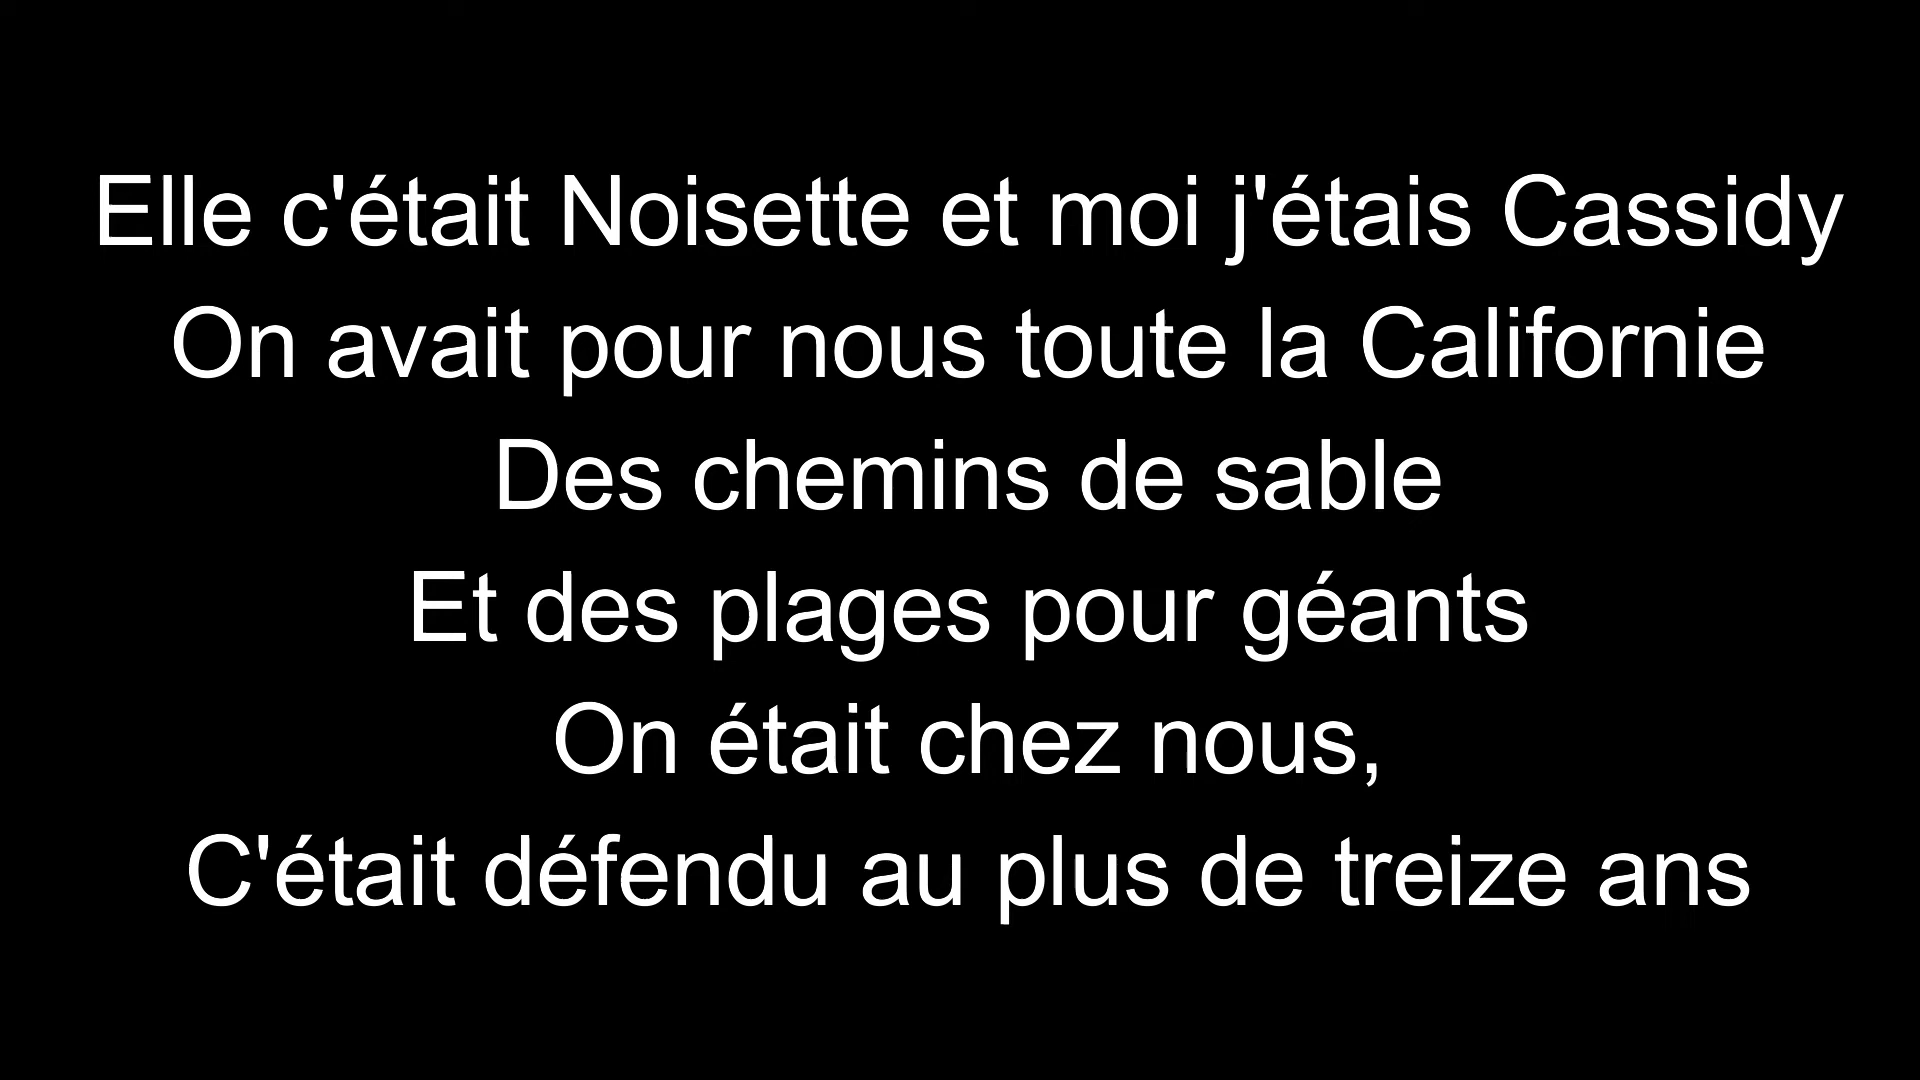 Elle c'était Noisette et moi j'étais Cassidy
On avait pour nous toute la Californie
Des chemins de sable
Et des plages pour géants
On était chez nous,
C'était défendu au plus de treize ans